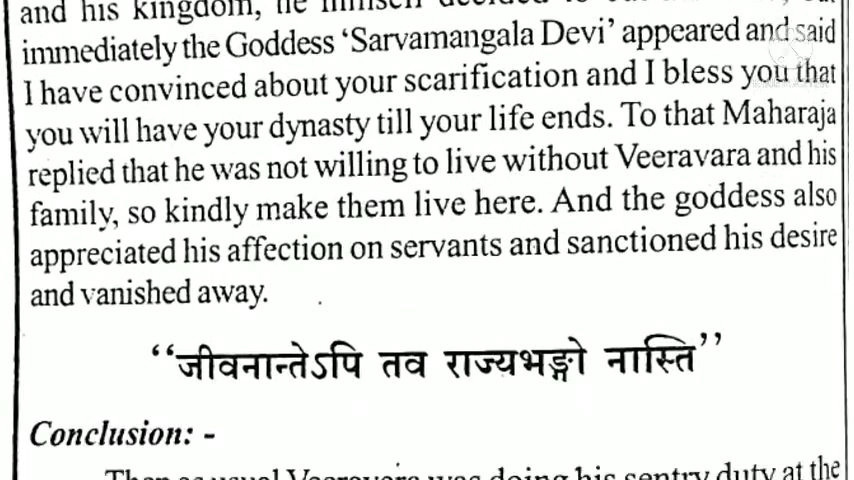 and his kingdom, he himself decided to
immediately the Goddess ‘Sarvamangala Devi’ appeared and said
I have convinced about your scarification and I bless you that
you will have your dynasty till your life ends. To that Maharaja
replied that he was not willing to live without Veeravara and his
family, so kindly make them live here. And the goddess also
appreciated his affection on servants and sanctioned his desire
and vanished away.
“जीवनान्तेऽपि तव राज्यभङ्गो नास्ति”
Conclusion: -
Then as usual Veeravara was doing his sentry duty at the